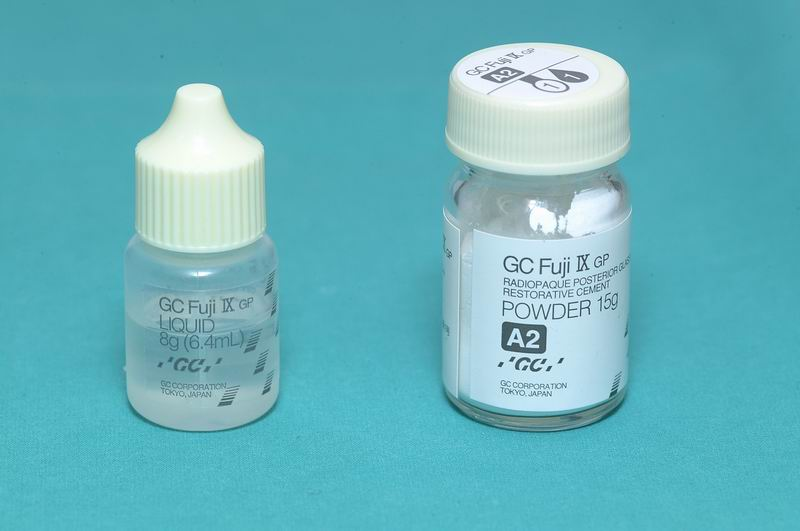 GC Fuji IX GP
LIQUID
8g (6.4mL)
GC
GC CORPORATION
TOKYO, JAPAN
GC Fuji IX GP
A2
1 1
GC Fuji IX GP
RADIOPAQUE POSTERIOR GLASS
RESTORATIVE CEMENT
POWDER 15g
A2
GC
GC CORPORATION
TOKYO, JAPAN
GP